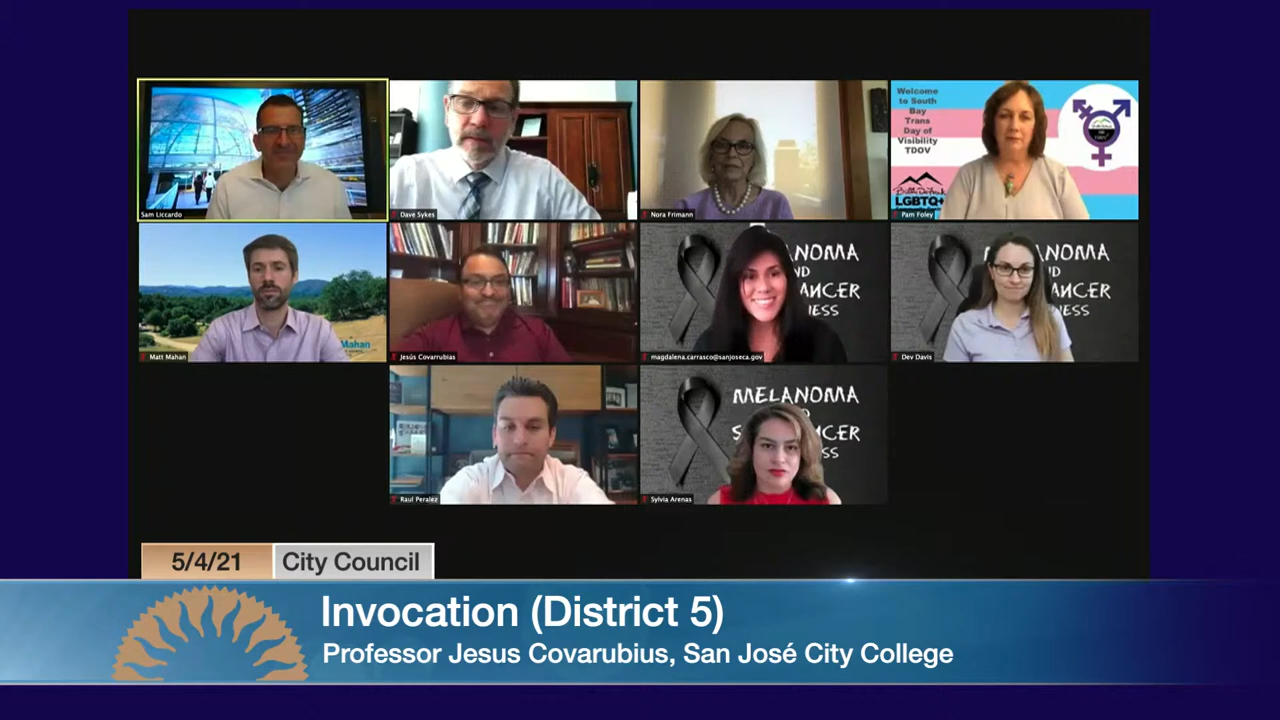 Sam Liccardo
Dave Sykes
Nora Frimann
Welcome
to South
Bay
Trans
Day of
Visibility
TDOV
LGBTQ+
Pam Foley
Mahan
Matt Mahan
Jesús Covarrubias
magdalena.carrasco@sanjoseca.gov
Dev Davis
Raul Peralez
MELANOMA
Sylvia Arenas
5/4/21
City Council
Invocation (District 5)
Professor Jesus Covarubius, San José City College